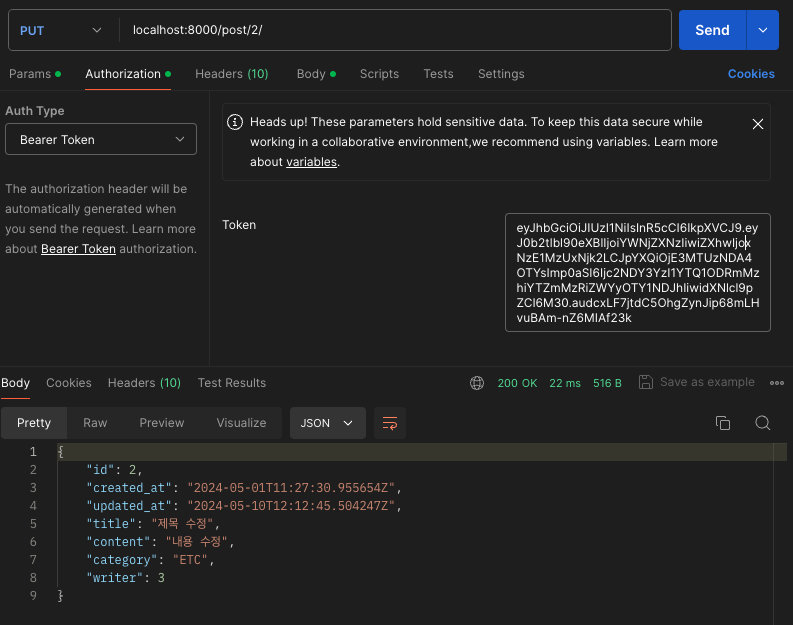 PUT localhost:8000/post/2/ Send
Params Authorization Headers (10) Body Scripts Tests Settings Cookies
Auth Type
Bearer Token
The authorization header will be
automatically generated when
you send the request. Learn more
about Bearer Token authorization.
Heads up! These parameters hold sensitive data. To keep this data secure while
working in a collaborative environment,we recommend using variables. Learn more
about variables.
Token
Body Cookies Headers (10) Test Results 200 OK 22 ms 516 B Save as example
Pretty Raw Preview Visualize JSON
1 {
2 "id": 2,
3 "created_at": "2024-05-01T11:27:30.955654Z",
4 "updated_at": "2024-05-10T12:12:45.504247Z",
5 "title": "제목 수정",
6 "content": "내용 수정",
7 "category": "ETC",
8 "writer": 3
9 }